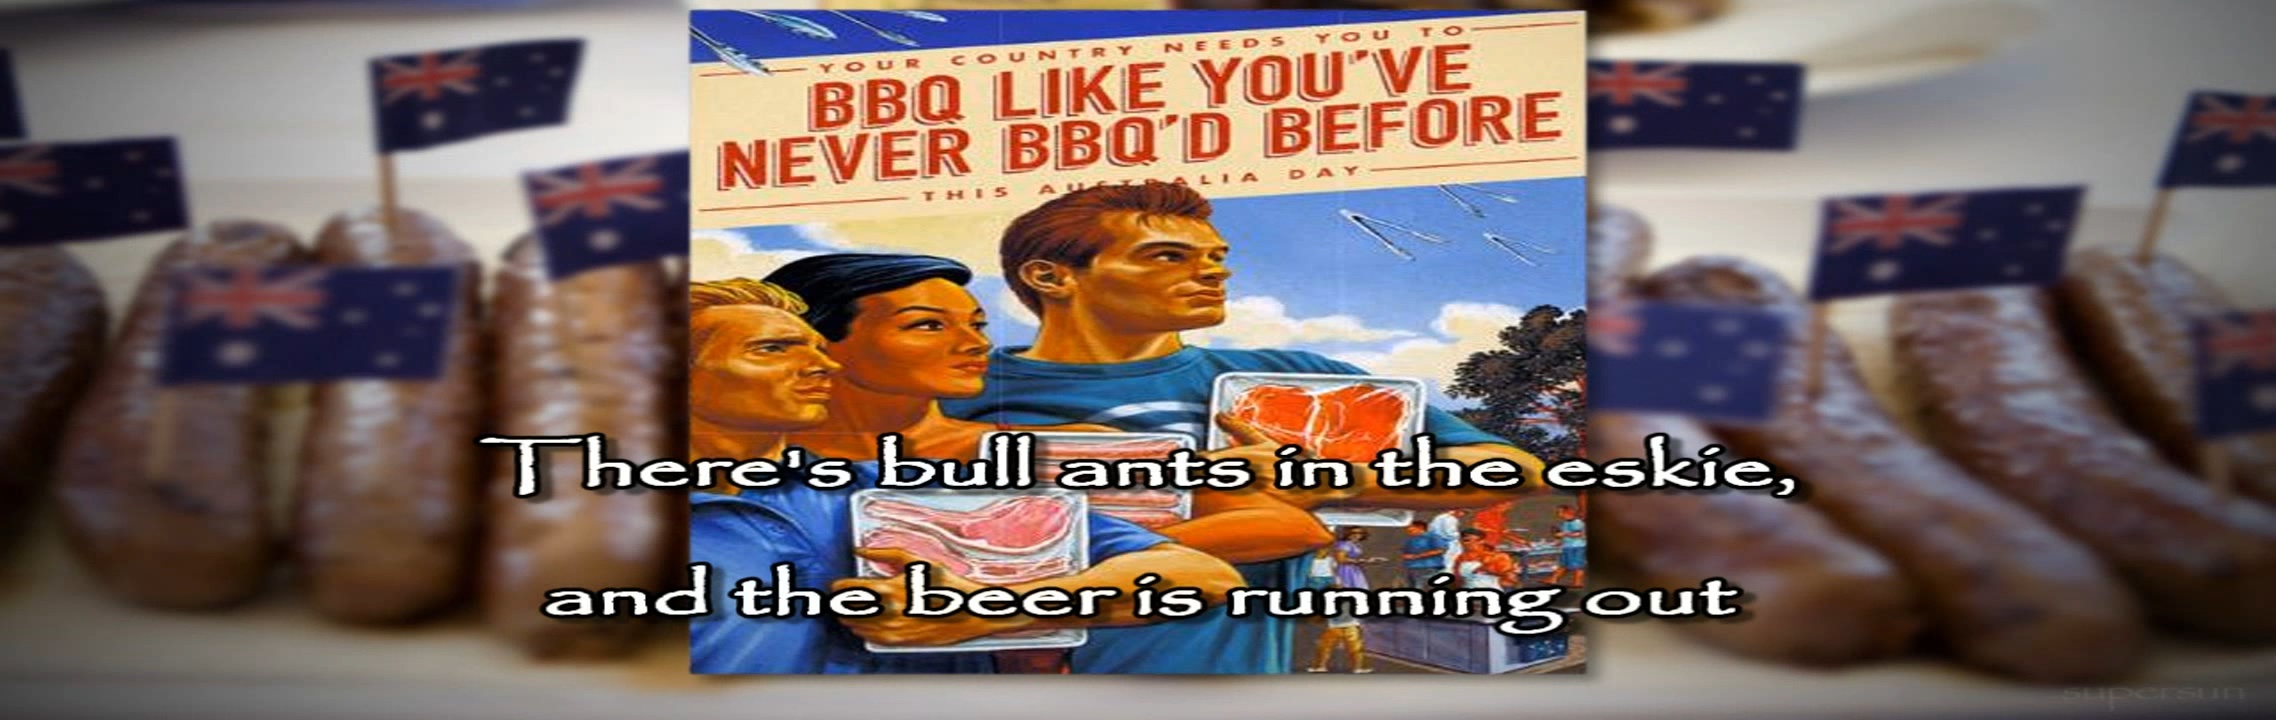 YOUR COUNTRY NEEDS YOU TO
BBQ LIKE YOU'VE
NEVER BBQ'D BEFORE
THIS AUSTRALIA DAY
There's bull ants in the eskie,
and the beer is running out
supersun